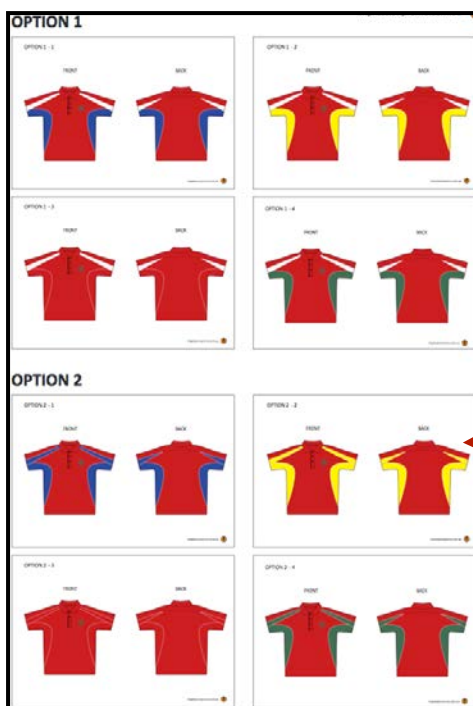 OPTION 1
OPTION 1 - 1
FRONT BACK
OPTION 1 - 2
FRONT BACK
OPTION 1 - 3
FRONT BACK
OPTION 1 - 4
FRONT BACK
OPTION 2
OPTION 2 - 1
FRONT BACK
OPTION 2 - 2
FRONT BACK
OPTION 2 - 3
FRONT BACK
OPTION 2 - 4
FRONT BACK